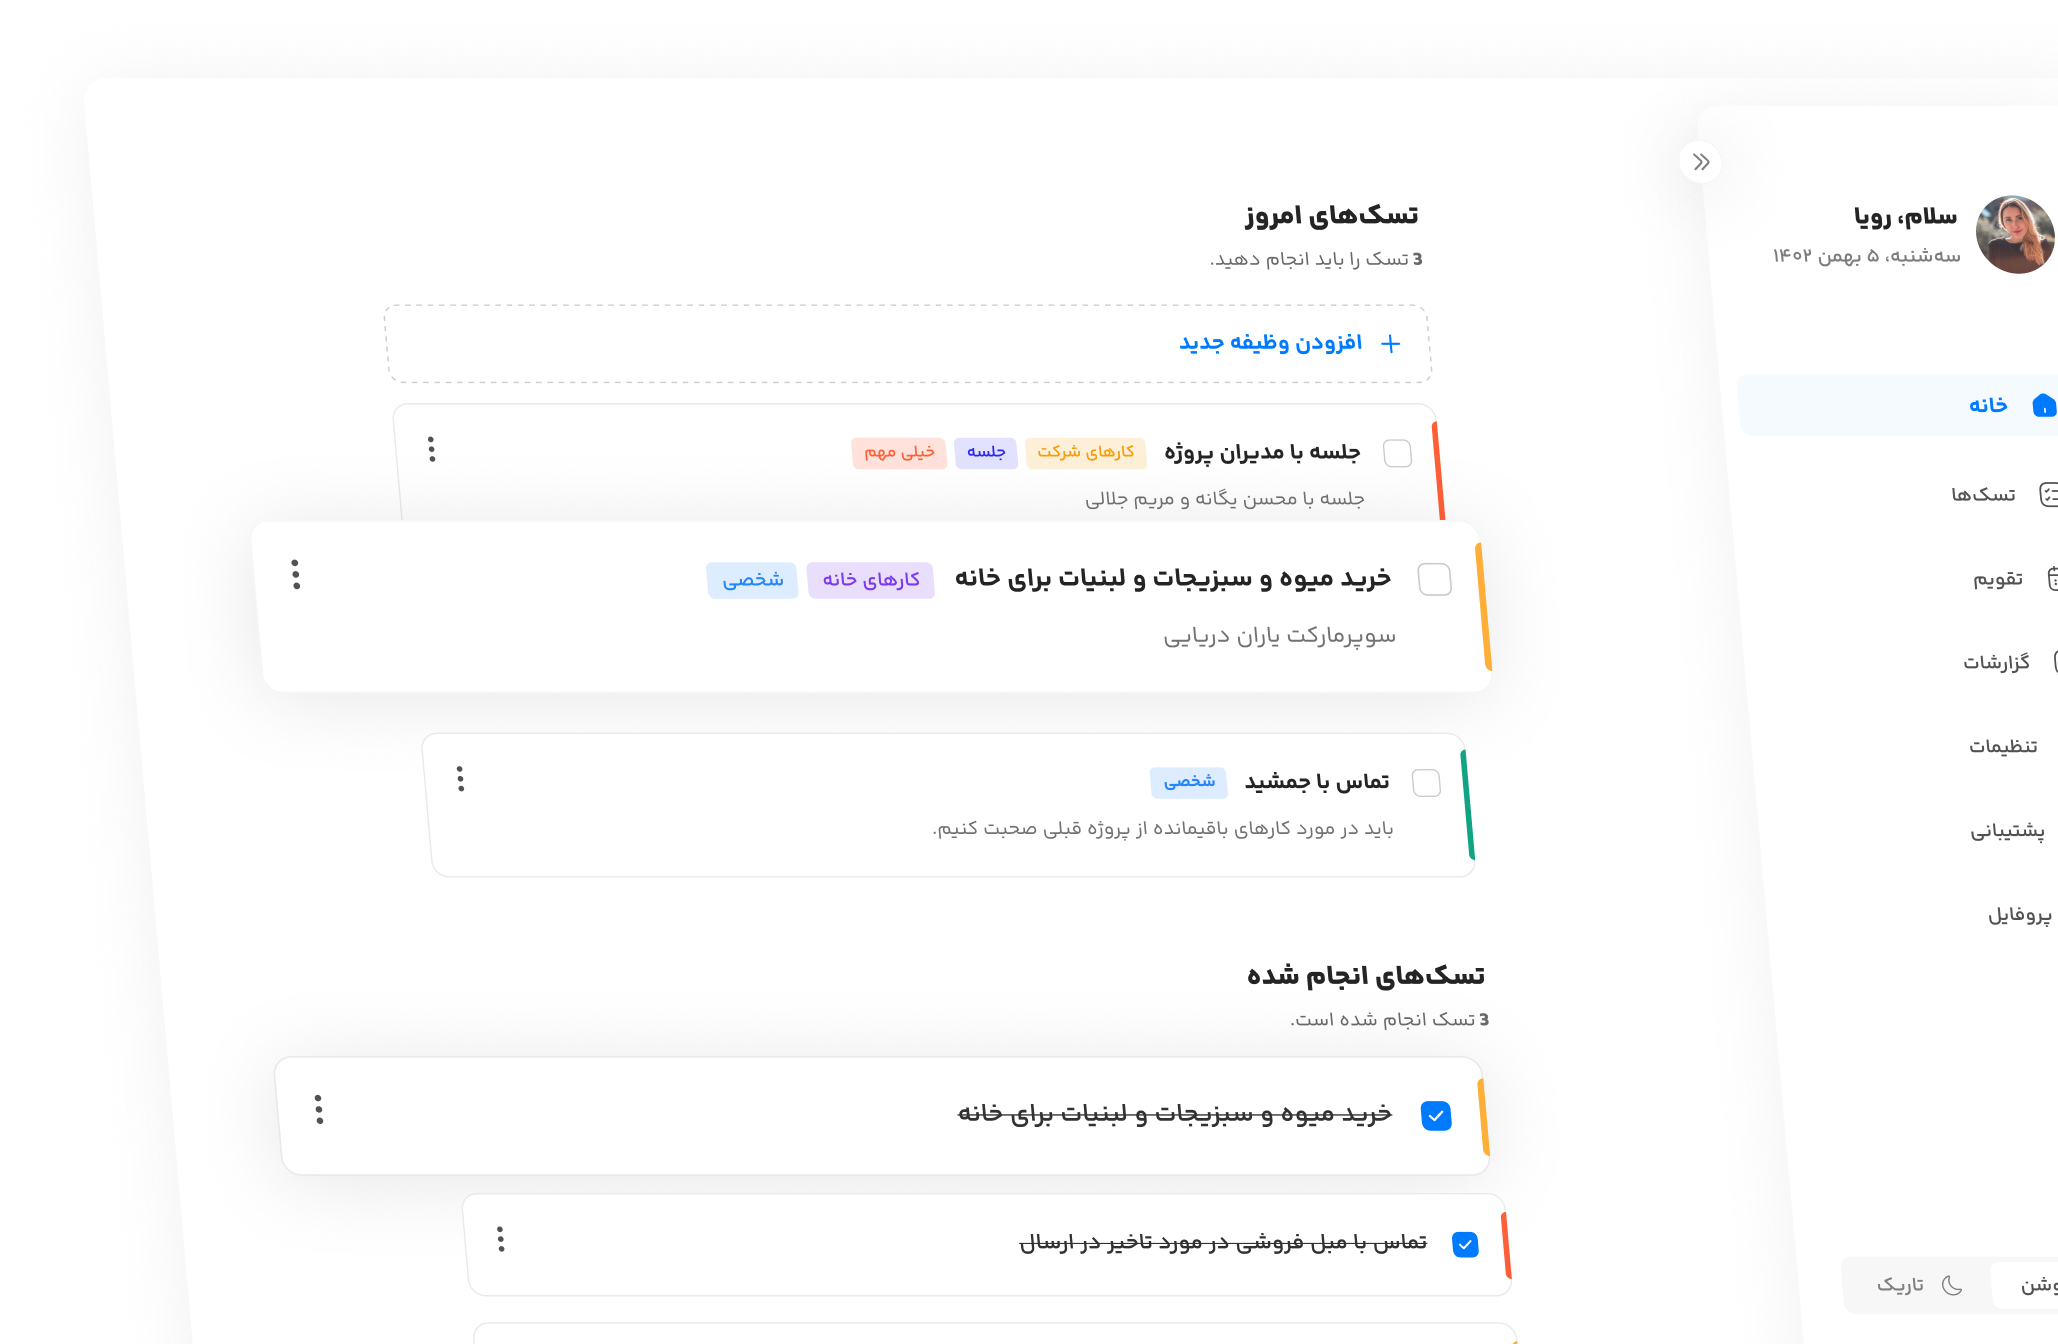 سلام، رویا
سه‌شنبه، ۵ بهمن ۱۴۰۲
خانه
تسک‌ها
تقویم
گزارشات
تنظیمات
پشتیبانی
پروفایل
تاریک
تسک‌های امروز
3 تسک را باید انجام دهید.
افزودن وظیفه جدید
جلسه با مدیران پروژه کارهای شرکت جلسه خیلی مهم
جلسه با محسن یگانه و مریم جلالی
خرید میوه و سبزیجات و لبنیات برای خانه کارهای خانه شخصی
سوپرمارکت یاران دریایی
تماس با جمشید شخصی
باید در مورد کارهای باقیمانده از پروژه قبلی صحبت کنیم.
تسک‌های انجام شده
3 تسک انجام شده است.
خرید میوه و سبزیجات و لبنیات برای خانه
تماس با مبل فروشی در مورد تاخیر در ارسال